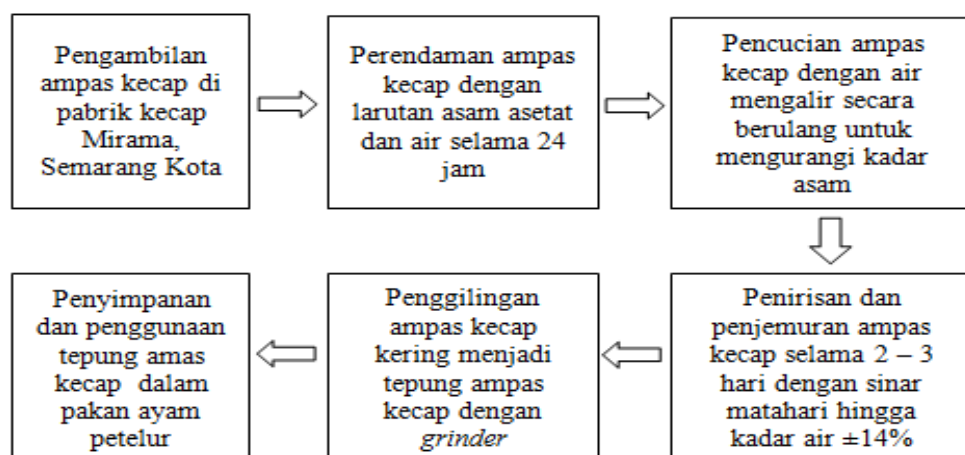 Pengambilan
ampas kecap di
pabrik kecap
Mirama,
Semarang Kota
Perendaman ampas
kecap dengan
larutan asam asetat
dan air selama 24
jam
Pencucian ampas
kecap dengan air
mengalir secara
berulang untuk
mengurangi kadar
asam
Penirisan dan
penjemuran ampas
kecap selama 2 – 3
hari dengan sinar
matahari hingga
kadar air ±14%
Penggilingan
ampas kecap
kering menjadi
tepung ampas
kecap dengan
grinder
Penyimpanan
dan penggunaan
tepung amas
kecap dalam
pakan ayam
petelur